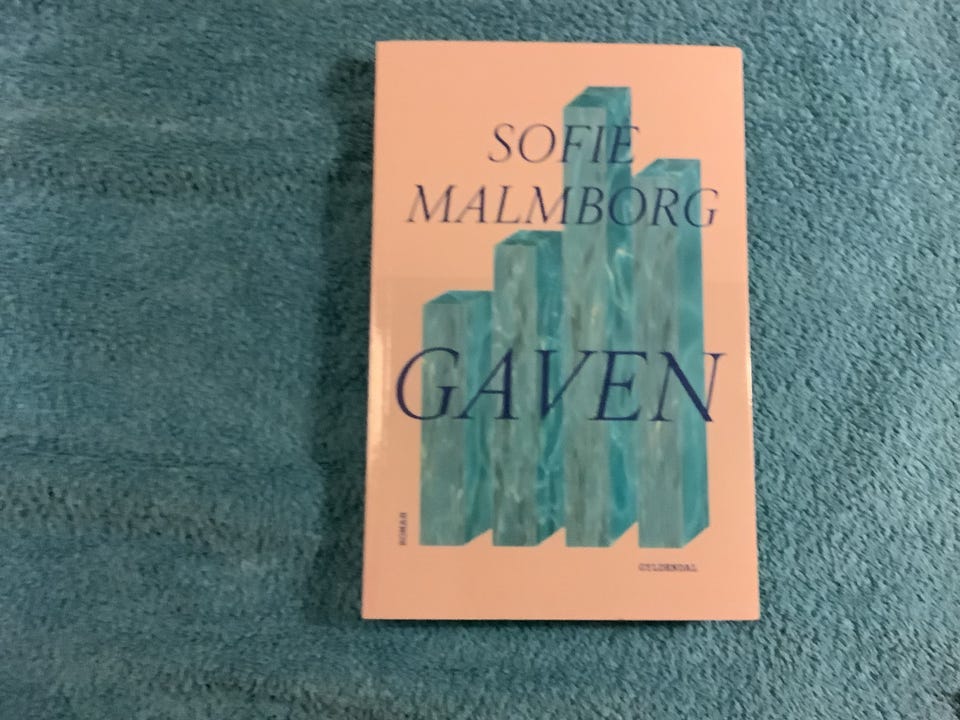 SOFIE
MALMBORG
GAVEN
ROMAN
GYLDENDAL